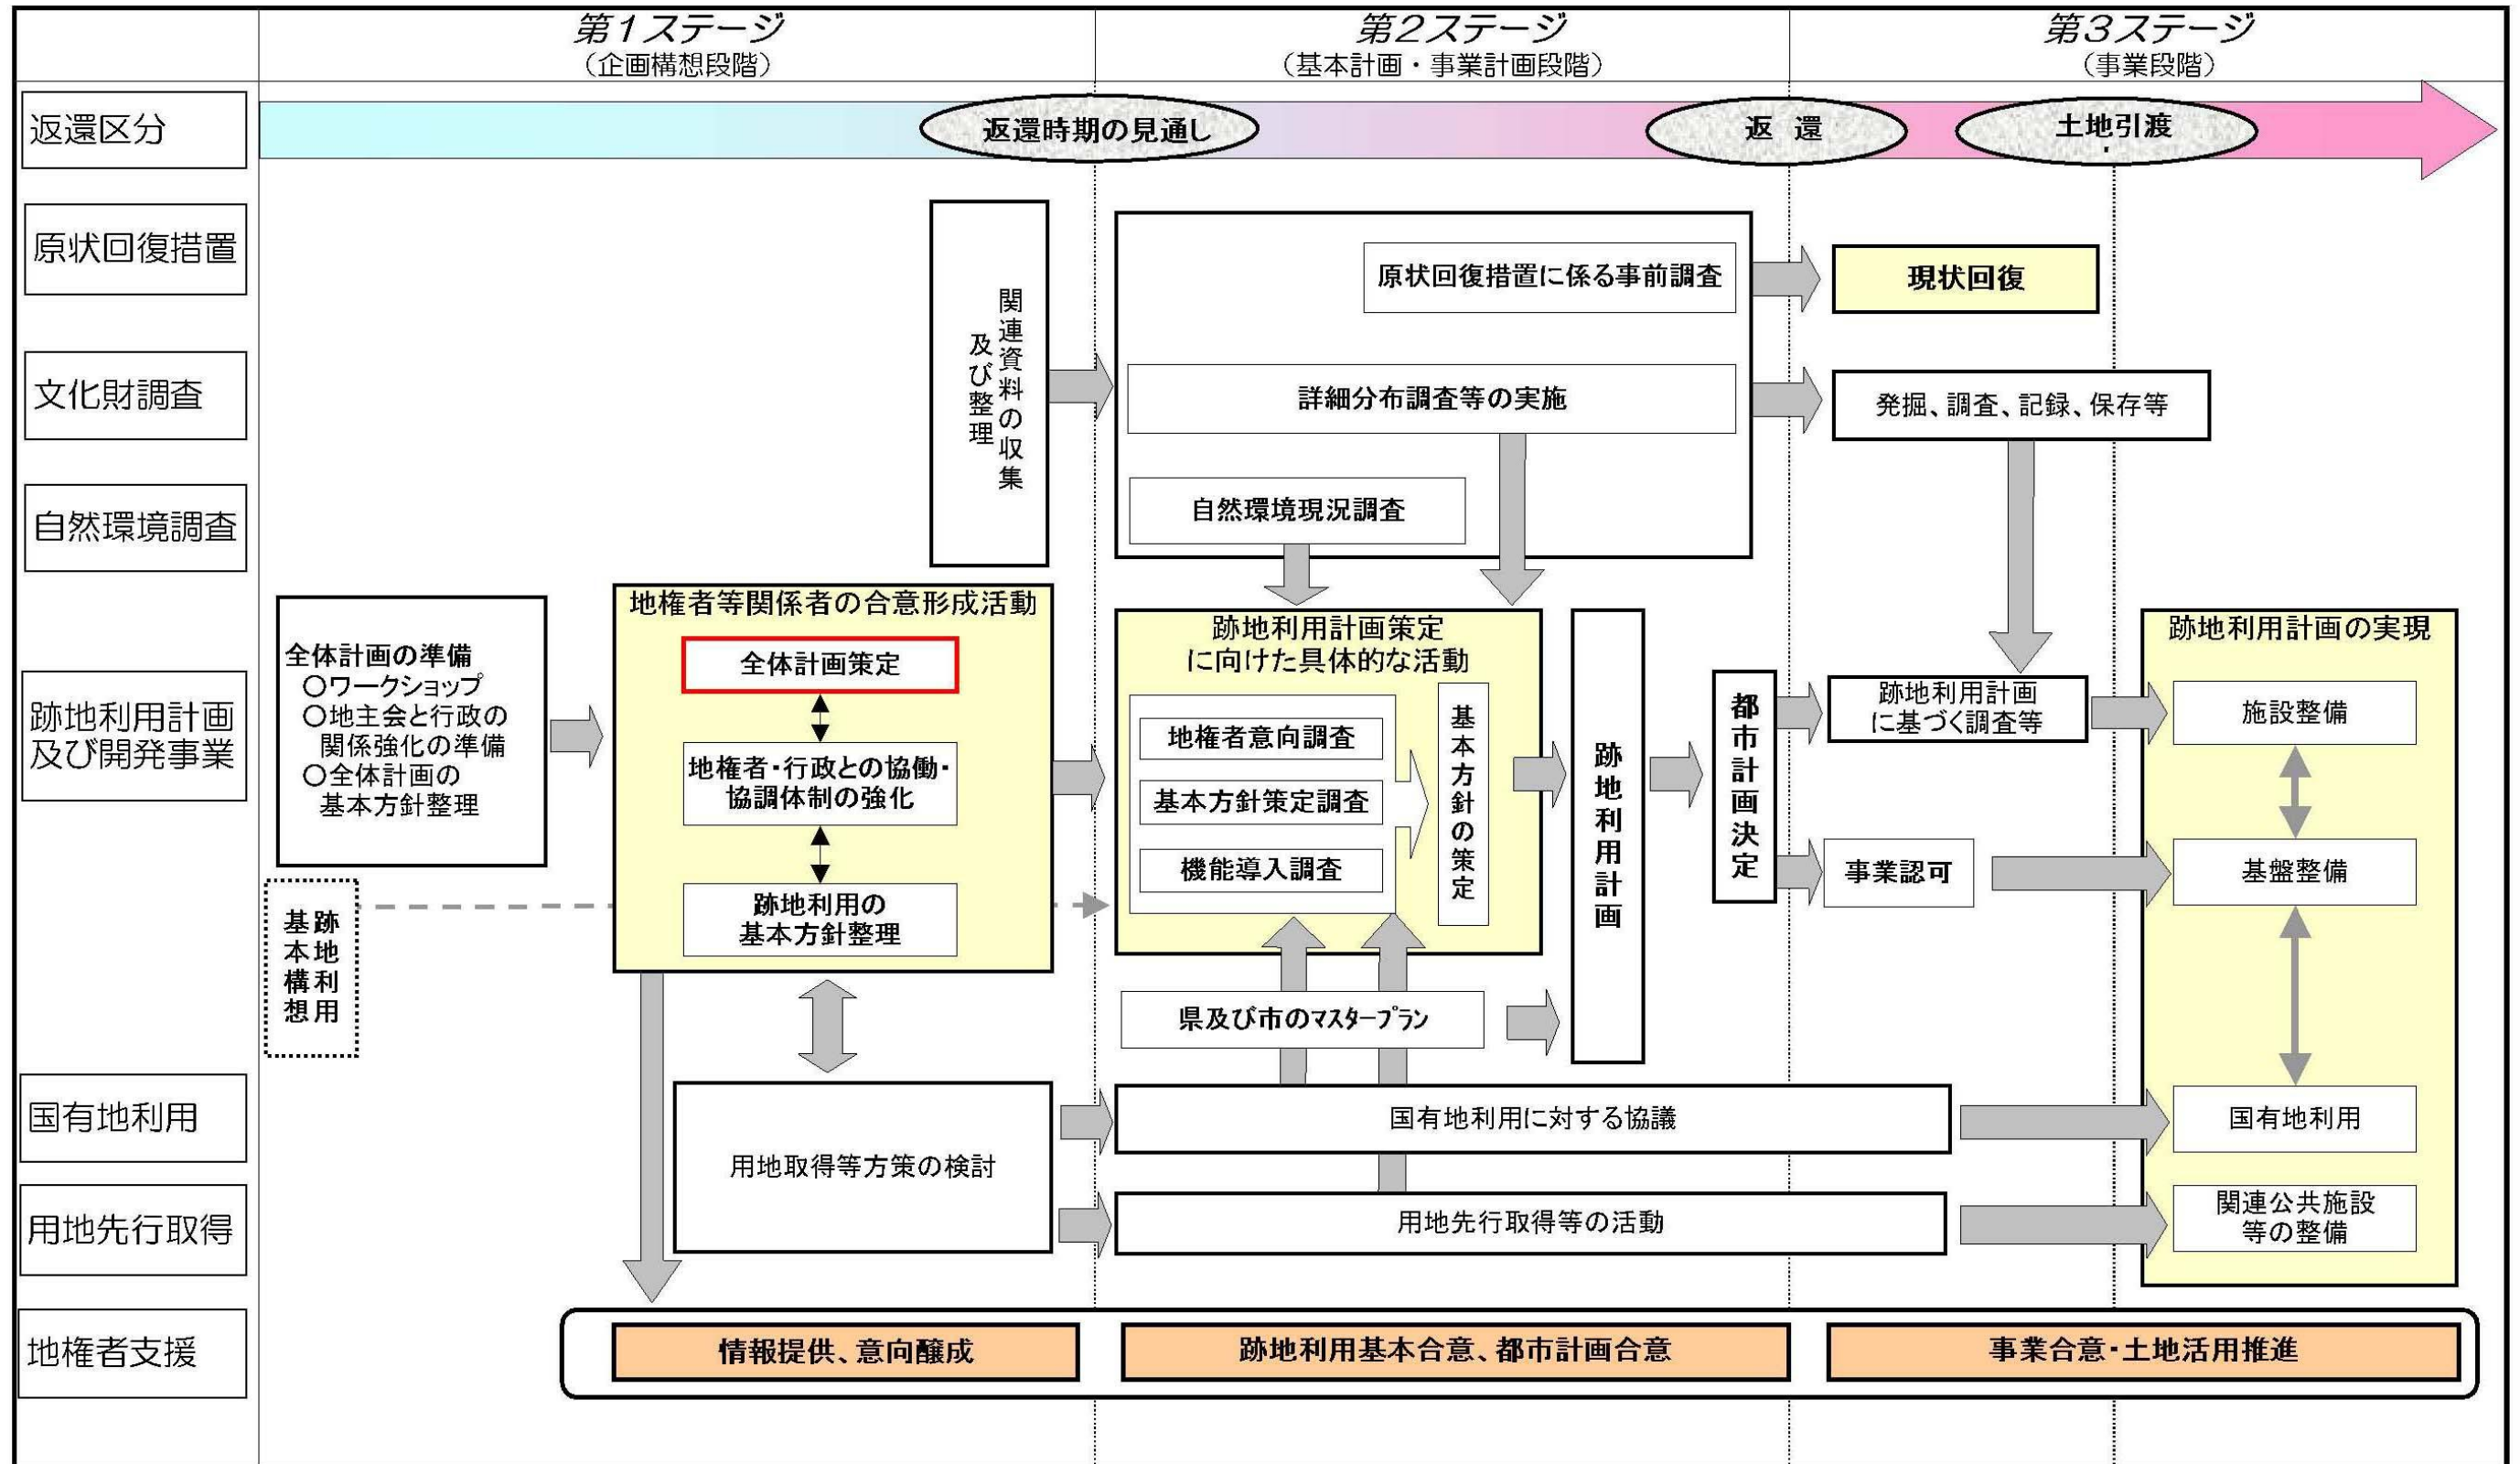 第1ステージ
（企画構想段階）
第2ステージ
（基本計画・事業計画段階）
第3ステージ
（事業段階）
返還区分
返還時期の見通し
返 還
土地引渡
原状回復措置
関連資料の収集
及び整理
原状回復措置に係る事前調査
現状回復
文化財調査
詳細分布調査等の実施
発掘、調査、記録、保存等
自然環境調査
自然環境現況調査
跡地利用計画
及び開発事業
全体計画の準備
○ワークショップ
○地主会と行政の
関係強化の準備
○全体計画の
基本方針整理
跡地利用
基本構想
地権者等関係者の合意形成活動
全体計画策定
地権者・行政との協働・
協調体制の強化
跡地利用の
基本方針整理
跡地利用計画策定
に向けた具体的な活動
地権者意向調査
基本方針策定調査
機能導入調査
基本方針の策定
県及び市のマスタープラン
跡地利用計画
都市計画決定
跡地利用計画
に基づく調査等
事業認可
跡地利用計画の実現
施設整備
基盤整備
国有地利用
用地取得等方策の検討
国有地利用に対する協議
国有地利用
用地先行取得
用地先行取得等の活動
関連公共施設
等の整備
地権者支援
情報提供、意向醸成
跡地利用基本合意、都市計画合意
事業合意・土地活用推進